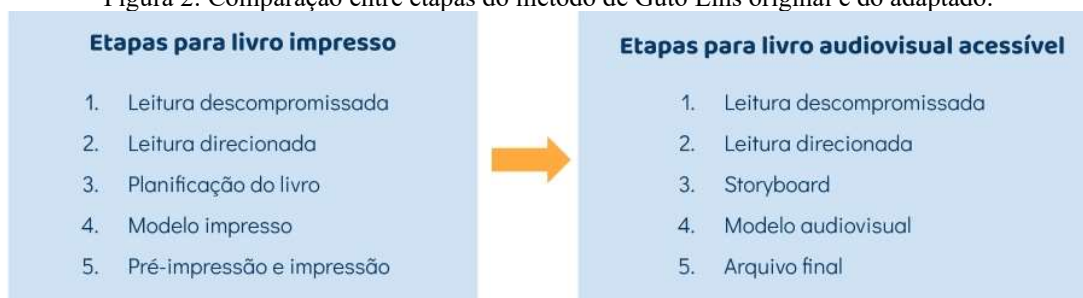 Figura 2: Comparação entre etapas do método de Guto Lins original e do adaptado.
Etapas para livro impresso
1. Leitura descompromissada
2. Leitura direcionada
3. Planificação do livro
4. Modelo impresso
5. Pré-impressão e impressão
Etapas para livro audiovisual acessível
1. Leitura descompromissada
2. Leitura direcionada
3. Storyboard
4. Modelo audiovisual
5. Arquivo final